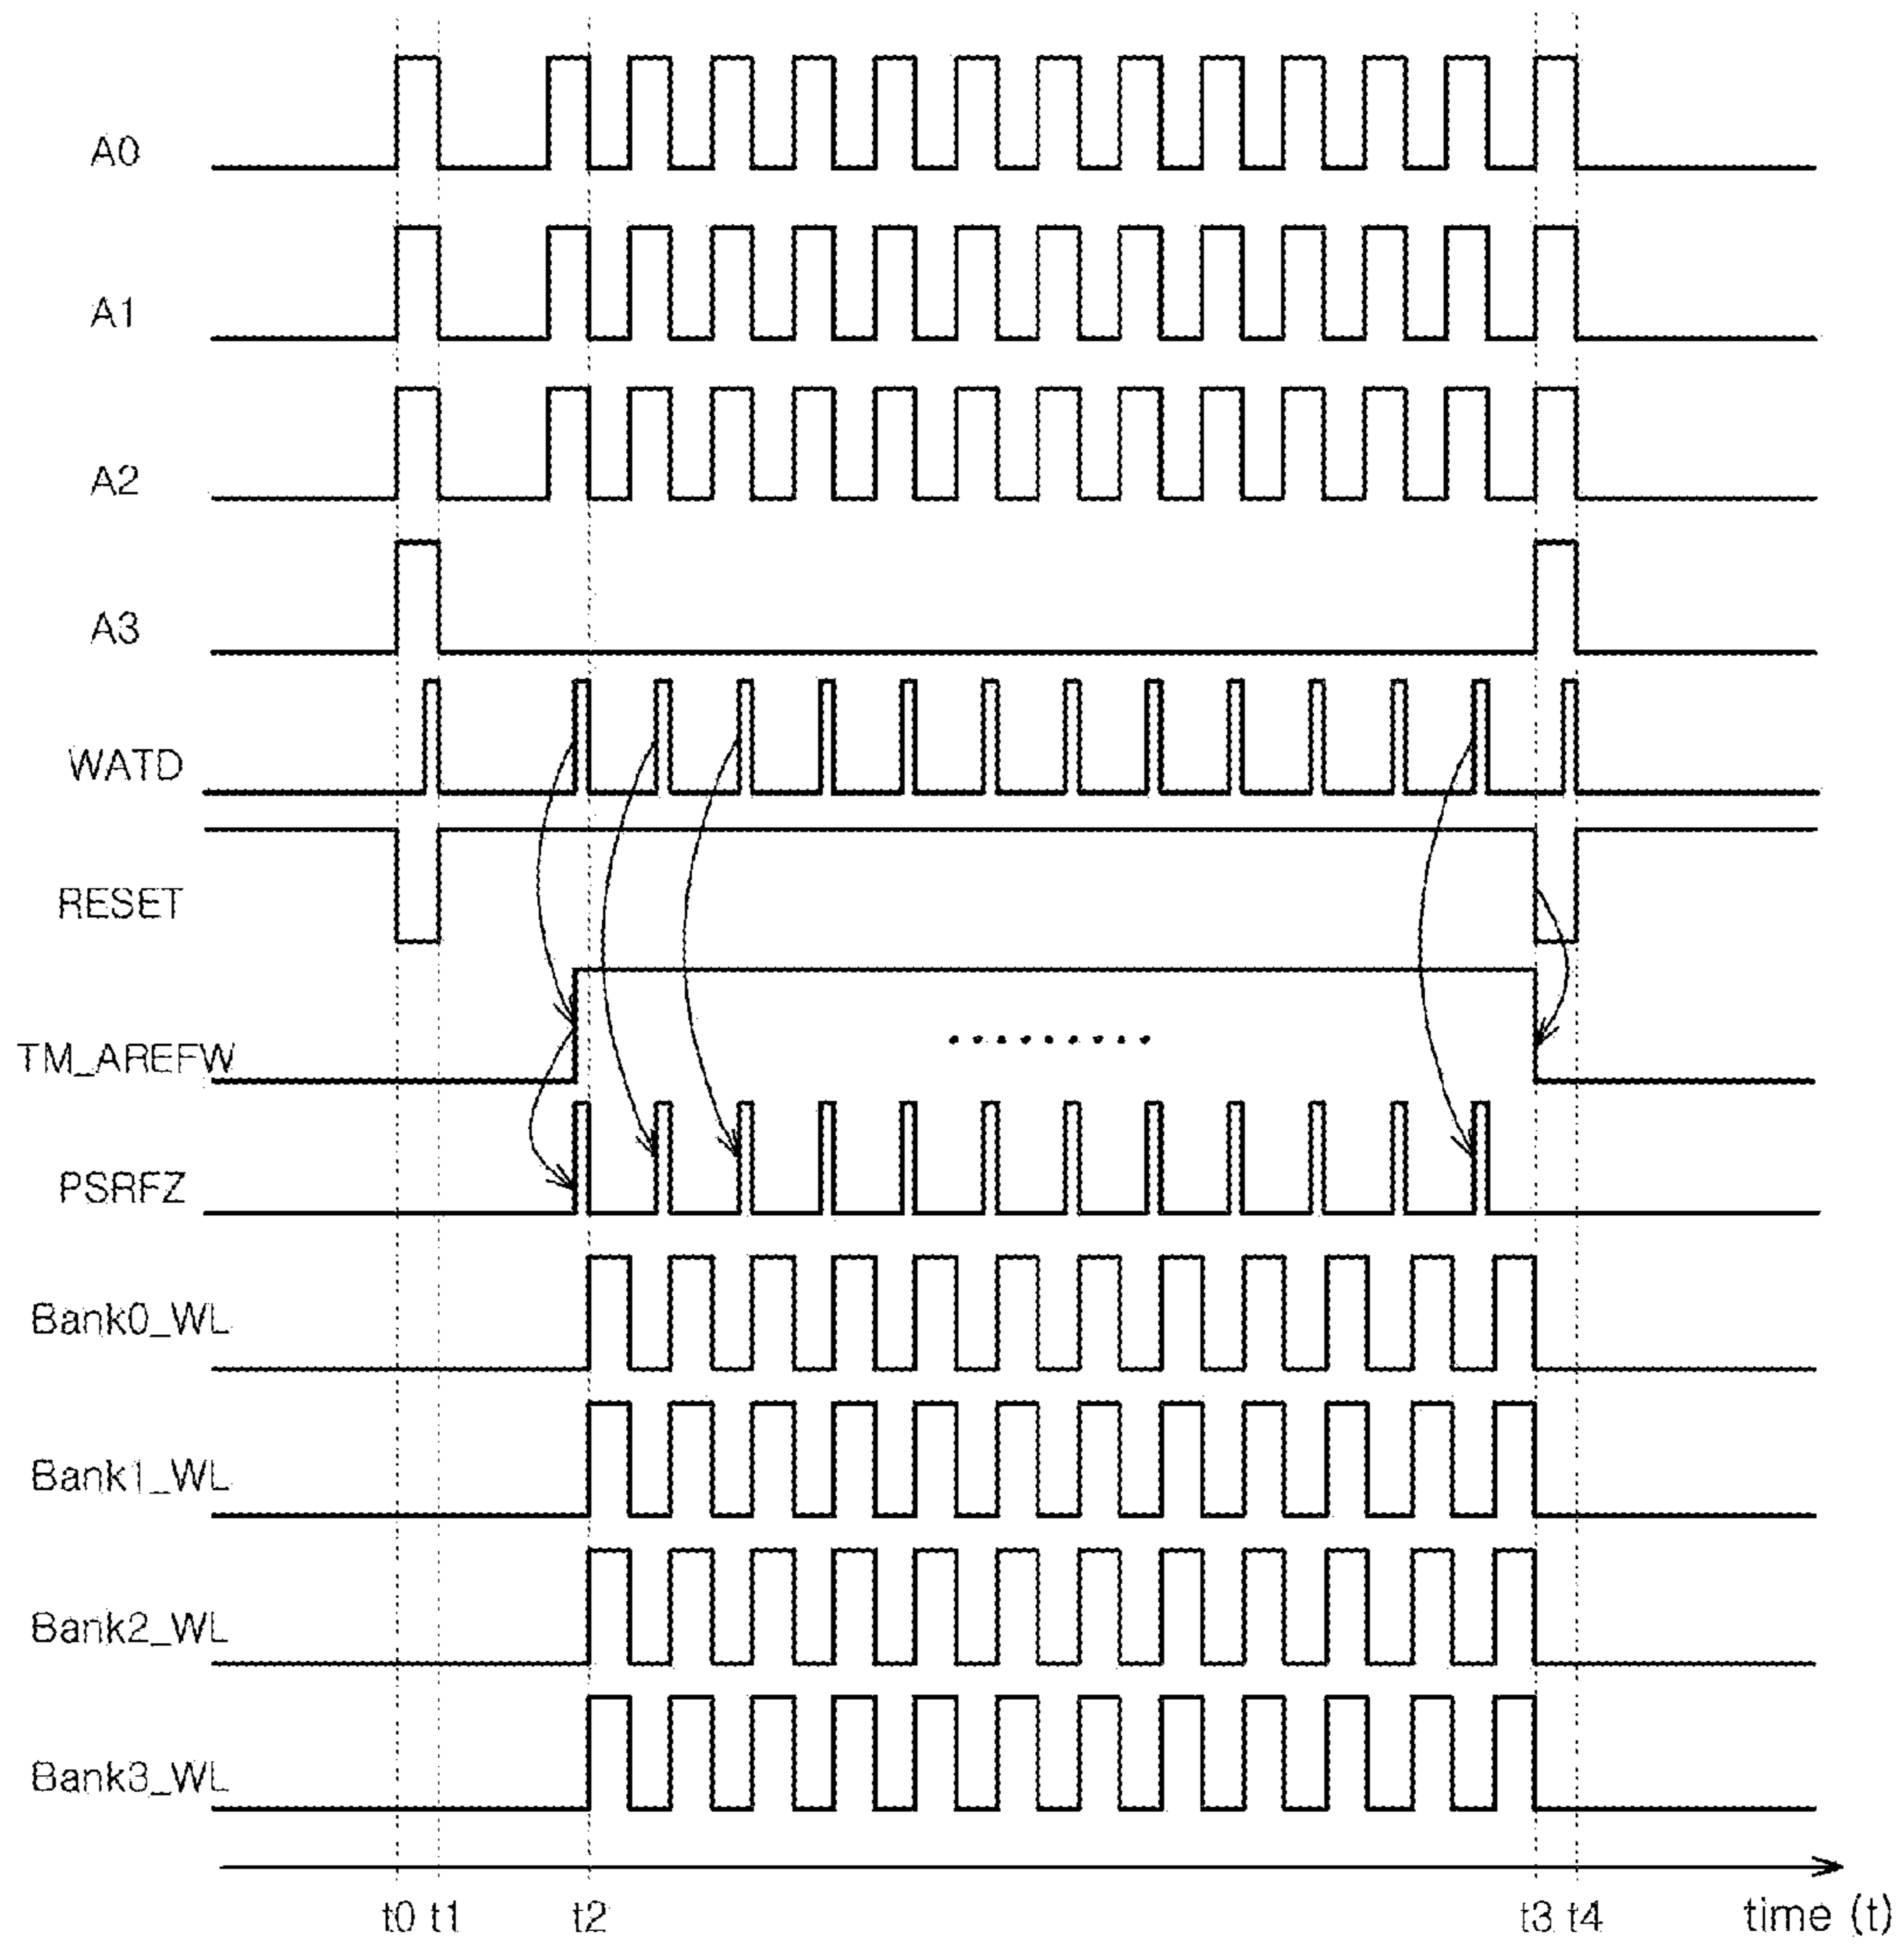 A0
A1
A2
A3
WATD
RESET
TM_AREFW
PSRFZ
Bank0_WL
Bank1_WL
Bank2_WL
Bank3_WL
t0 t1 t2 t3 t4 time (t)